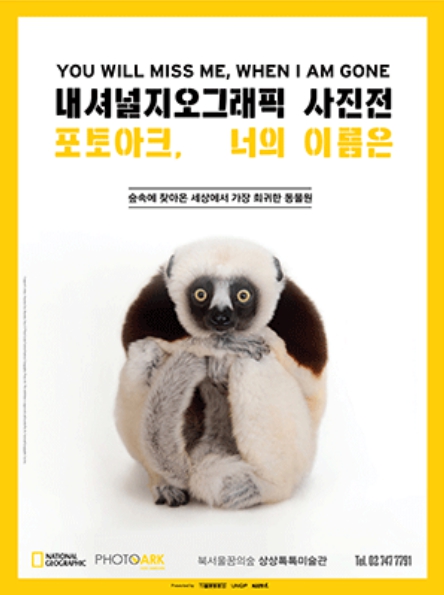 YOU WILL MISS ME, WHEN I AM GONE
내셔널지오그래픽 사진전
포토아크, 너의 이름은
숲속에 찾아온 세상에서 가장 희귀한 동물원
NATIONAL GEOGRAPHIC
PHOTO ARK
북서울꿈의숲 상상톡톡미술관
Tel. 02 747 7791
Presented by